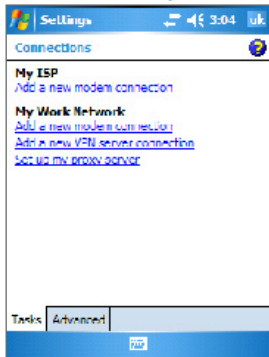 Settings 3:04 uk
Connections
My ISP
Add a new modem connection
My Work Network
Add a new modem connection
Add a new VPN server connection
Set up my proxy server
Tasks Advanced